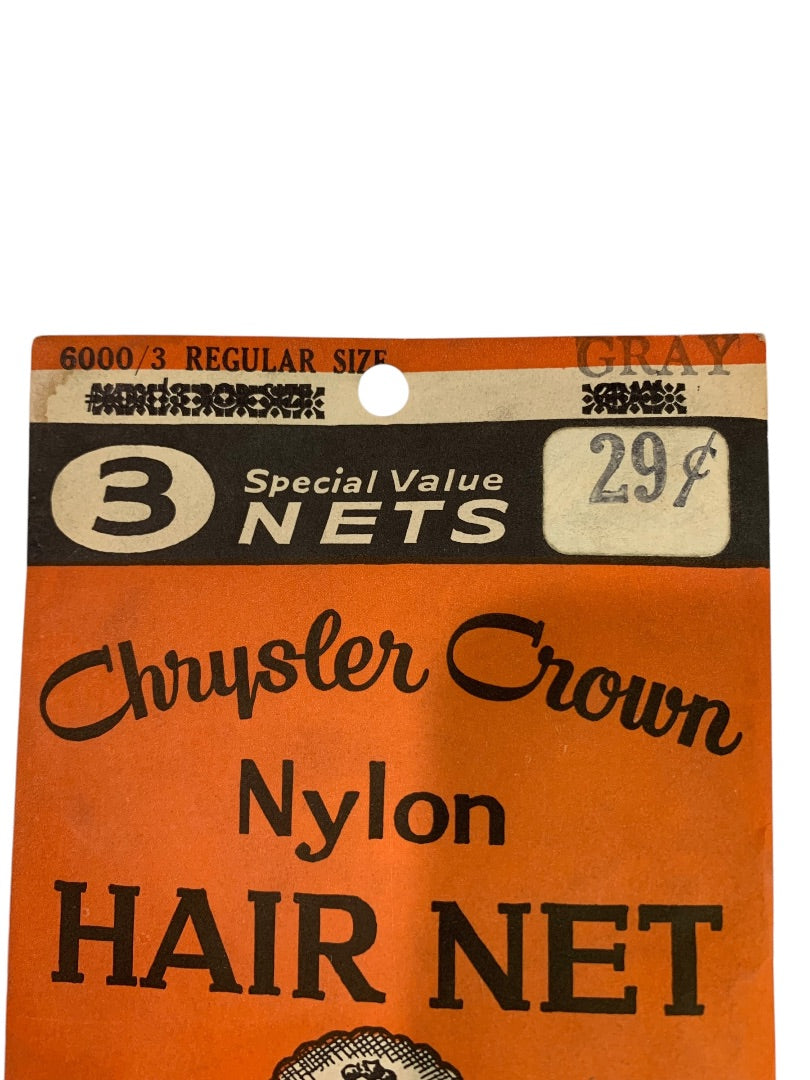 6000/3 REGULAR SIZE
GRAY
3
Special Value
NETS
29¢
Chrysler Crown
Nylon
HAIR NET